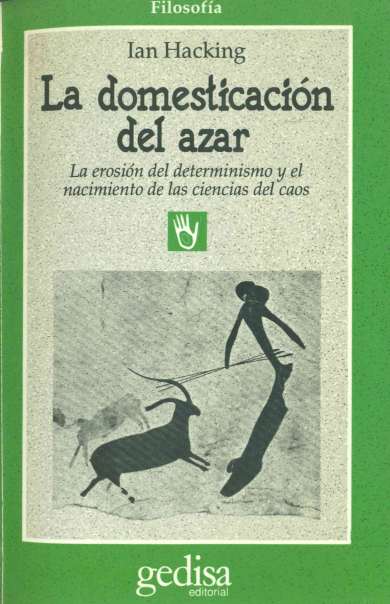 Filosofía
Ian Hacking
La domesticación
del azar
La erosión del determinismo y el
nacimiento de las ciencias del caos
gedisa
editorial